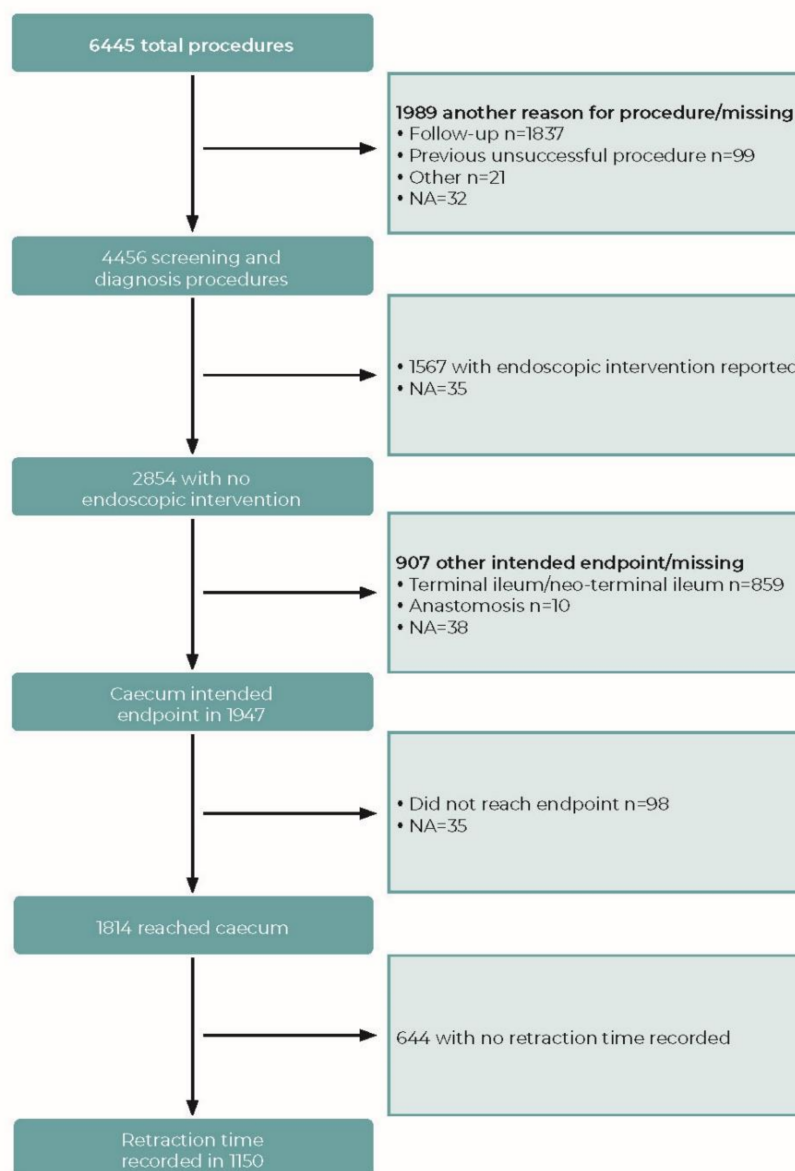 6445 total procedures
1989 another reason for procedure/missing
• Follow-up n=1837
• Previous unsuccessful procedure n=99
• Other n=21
• NA=32
4456 screening and
diagnosis procedures
• 1567 with endoscopic intervention reported
• NA=35
2854 with no
endoscopic intervention
907 other intended endpoint/missing
• Terminal ileum/neo-terminal ileum n=859
• Anastomosis n=10
• NA=38
Caecum intended
endpoint in 1947
• Did not reach endpoint n=98
• NA=35
1814 reached caecum
644 with no retraction time recorded
Retraction time
recorded in 1150